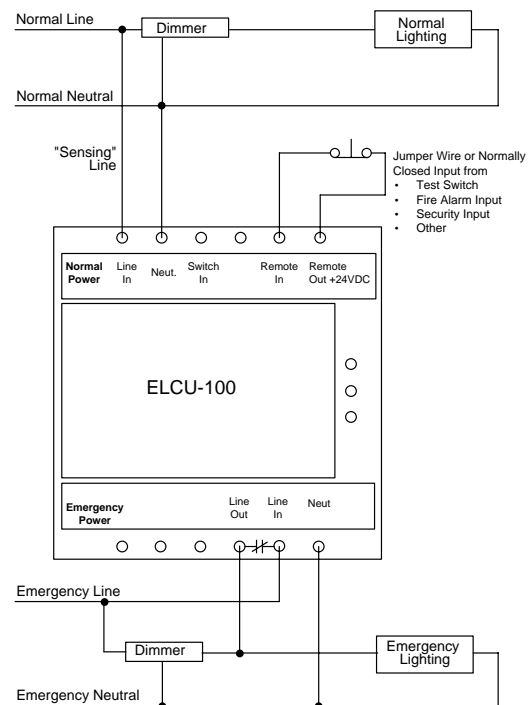 Normal Line
Dimmer
Normal
Lighting
Normal Neutral
"Sensing"
Line
Jumper Wire or Normally
Closed Input from
• Test Switch
• Fire Alarm Input
• Security Input
• Other
Normal
Power
Line
In
Neut.
Switch
In
Remote
In
Remote
Out +24VDC
ELCU-100
Emergency
Power
Line
Out
Line
In
Neut
Emergency Line
Dimmer
Emergency
Lighting
Emergency Neutral